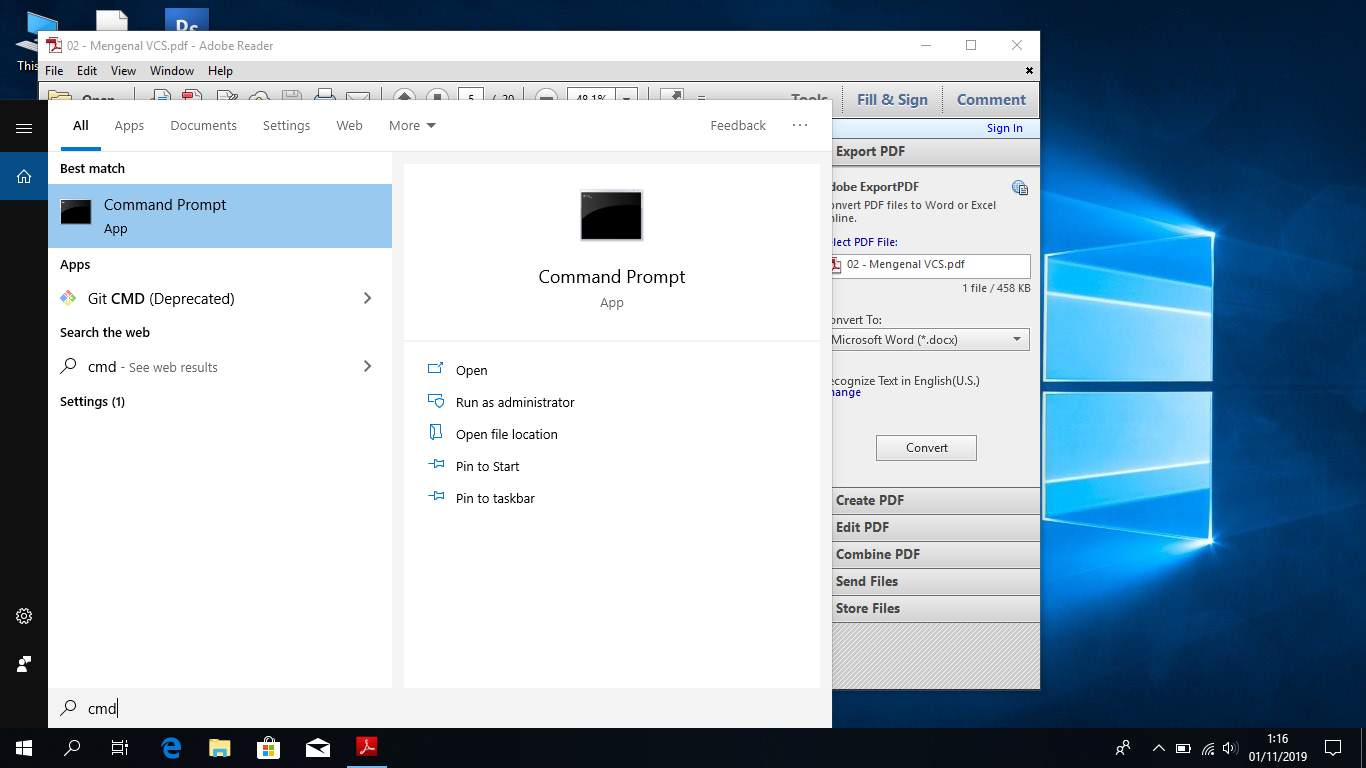 Ps
This
02 - Mengenal VCS.pdf - Adobe Reader
File Edit View Window Help
Open 5 / 20 48.1% Tools Fill & Sign Comment
Sign In
All Apps Documents Settings Web More Feedback
Best match
Command Prompt
App
Apps
Git CMD (Deprecated)
Search the web
cmd - See web results
Settings (1)
Command Prompt
App
Open
Run as administrator
Open file location
Pin to Start
Pin to taskbar
Export PDF
dobe ExportPDF
onvert PDF files to Word or Excel
nline.
elect PDF File:
02 - Mengenal VCS.pdf
1 file / 458 KB
onvert To:
Microsoft Word (*.docx)
ecognize Text in English(U.S.)
hange
Convert
Create PDF
Edit PDF
Combine PDF
Send Files
Store Files
cmd
1:16
01/11/2019